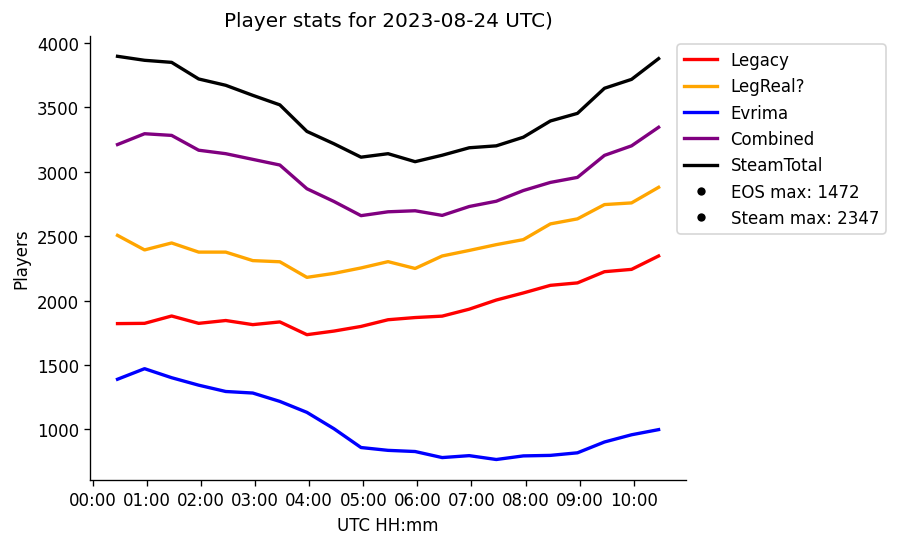 Player stats for 2023-08-24 UTC)
4000
3500
3000
2500
2000
1500
1000
Players
00:00 01:00 02:00 03:00 04:00 05:00 06:00 07:00 08:00 09:00 10:00
UTC HH:mm
Legacy
LegReal?
Evrima
Combined
SteamTotal
EOS max: 1472
Steam max: 2347